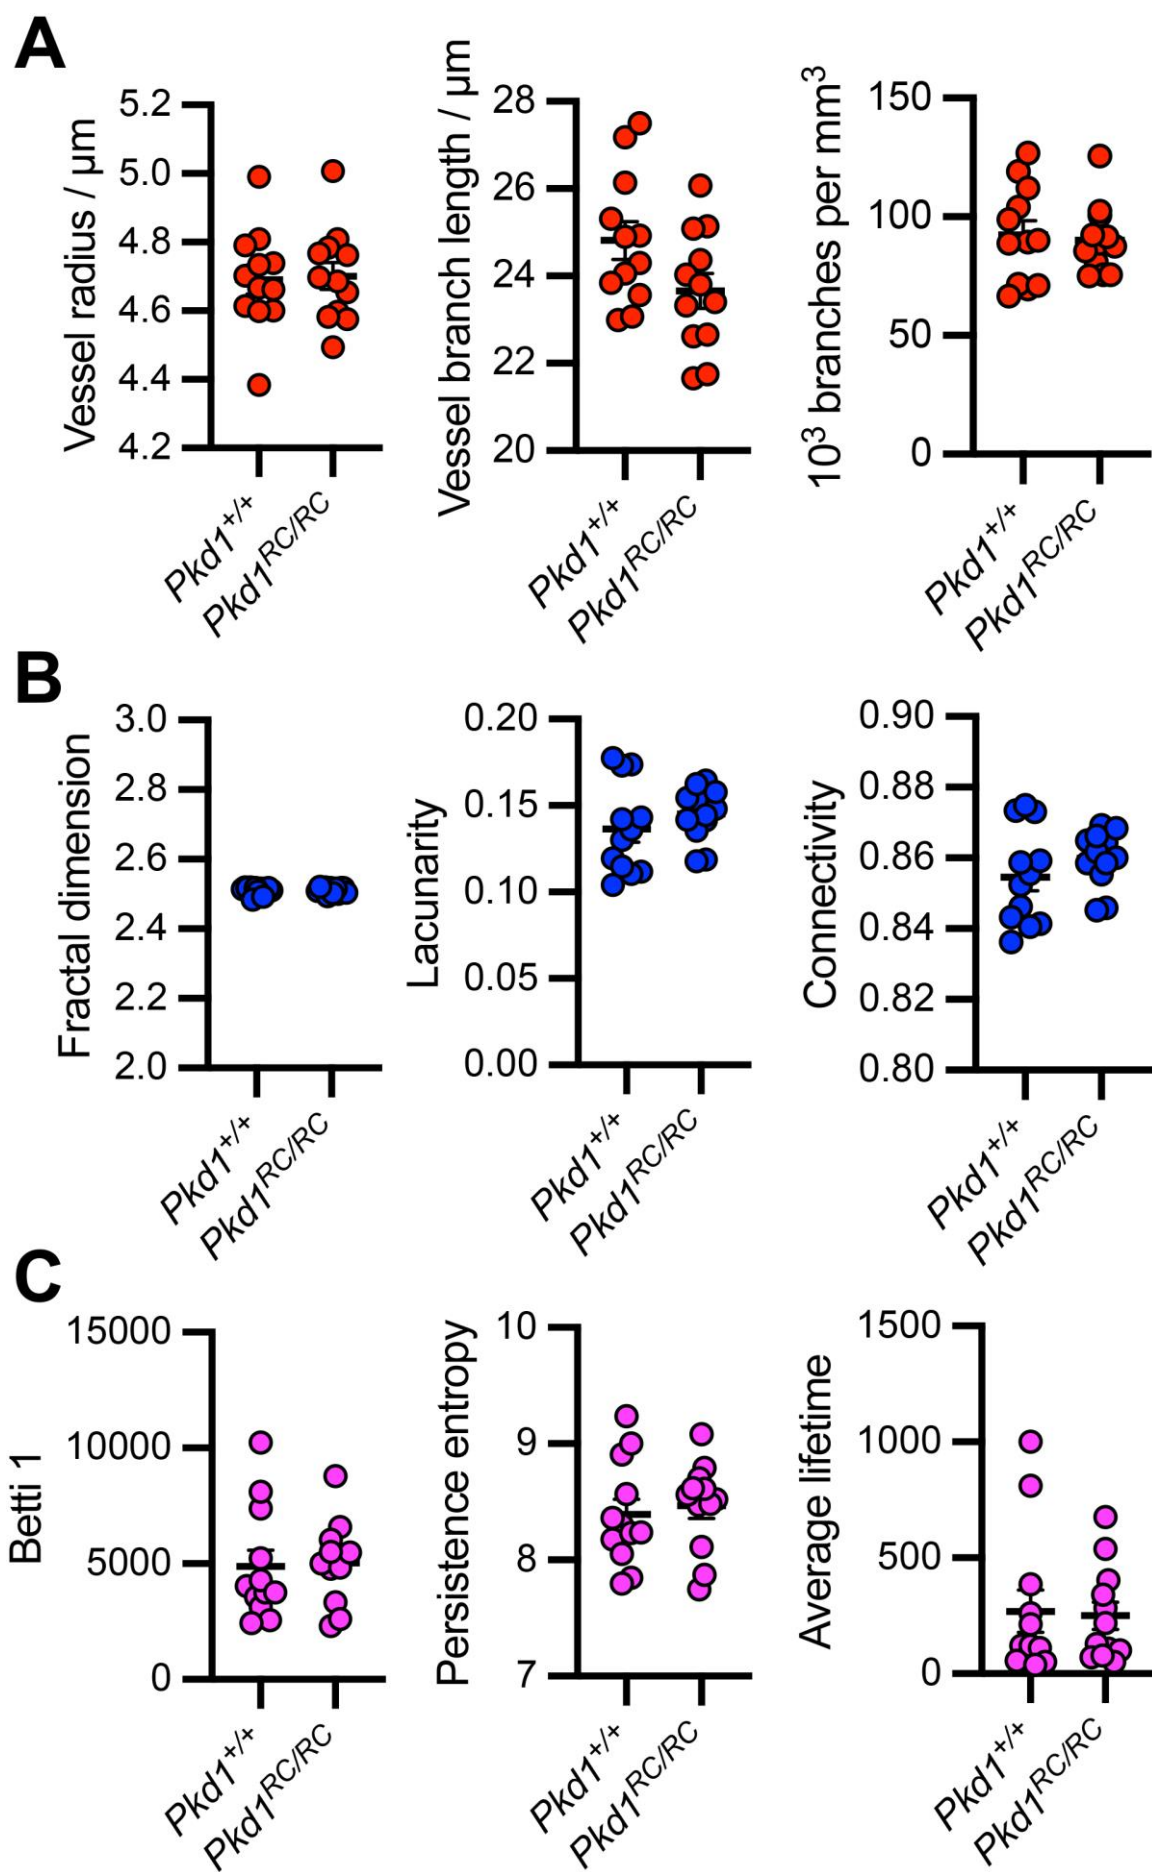 A
Vessel radius / μm
5.2
5.0
4.8
4.6
4.4
4.2
Pkd1+/+
Pkd1RC/RC
Vessel branch length / μm
28
26
24
22
20
Pkd1+/+
Pkd1RC/RC
10³ branches per mm³
150
100
50
0
Pkd1+/+
Pkd1RC/RC
B
Fractal dimension
3.0
2.8
2.6
2.4
2.2
2.0
Pkd1+/+
Pkd1RC/RC
Lacunarity
0.20
0.15
0.10
0.05
0.00
Pkd1+/+
Pkd1RC/RC
Connectivity
0.90
0.88
0.86
0.84
0.82
0.80
Pkd1+/+
Pkd1RC/RC
C
Betti 1
15000
10000
5000
0
Pkd1+/+
Pkd1RC/RC
Persistence entropy
10
9
8
7
Pkd1+/+
Pkd1RC/RC
Average lifetime
1500
1000
500
0
Pkd1+/+
Pkd1RC/RC